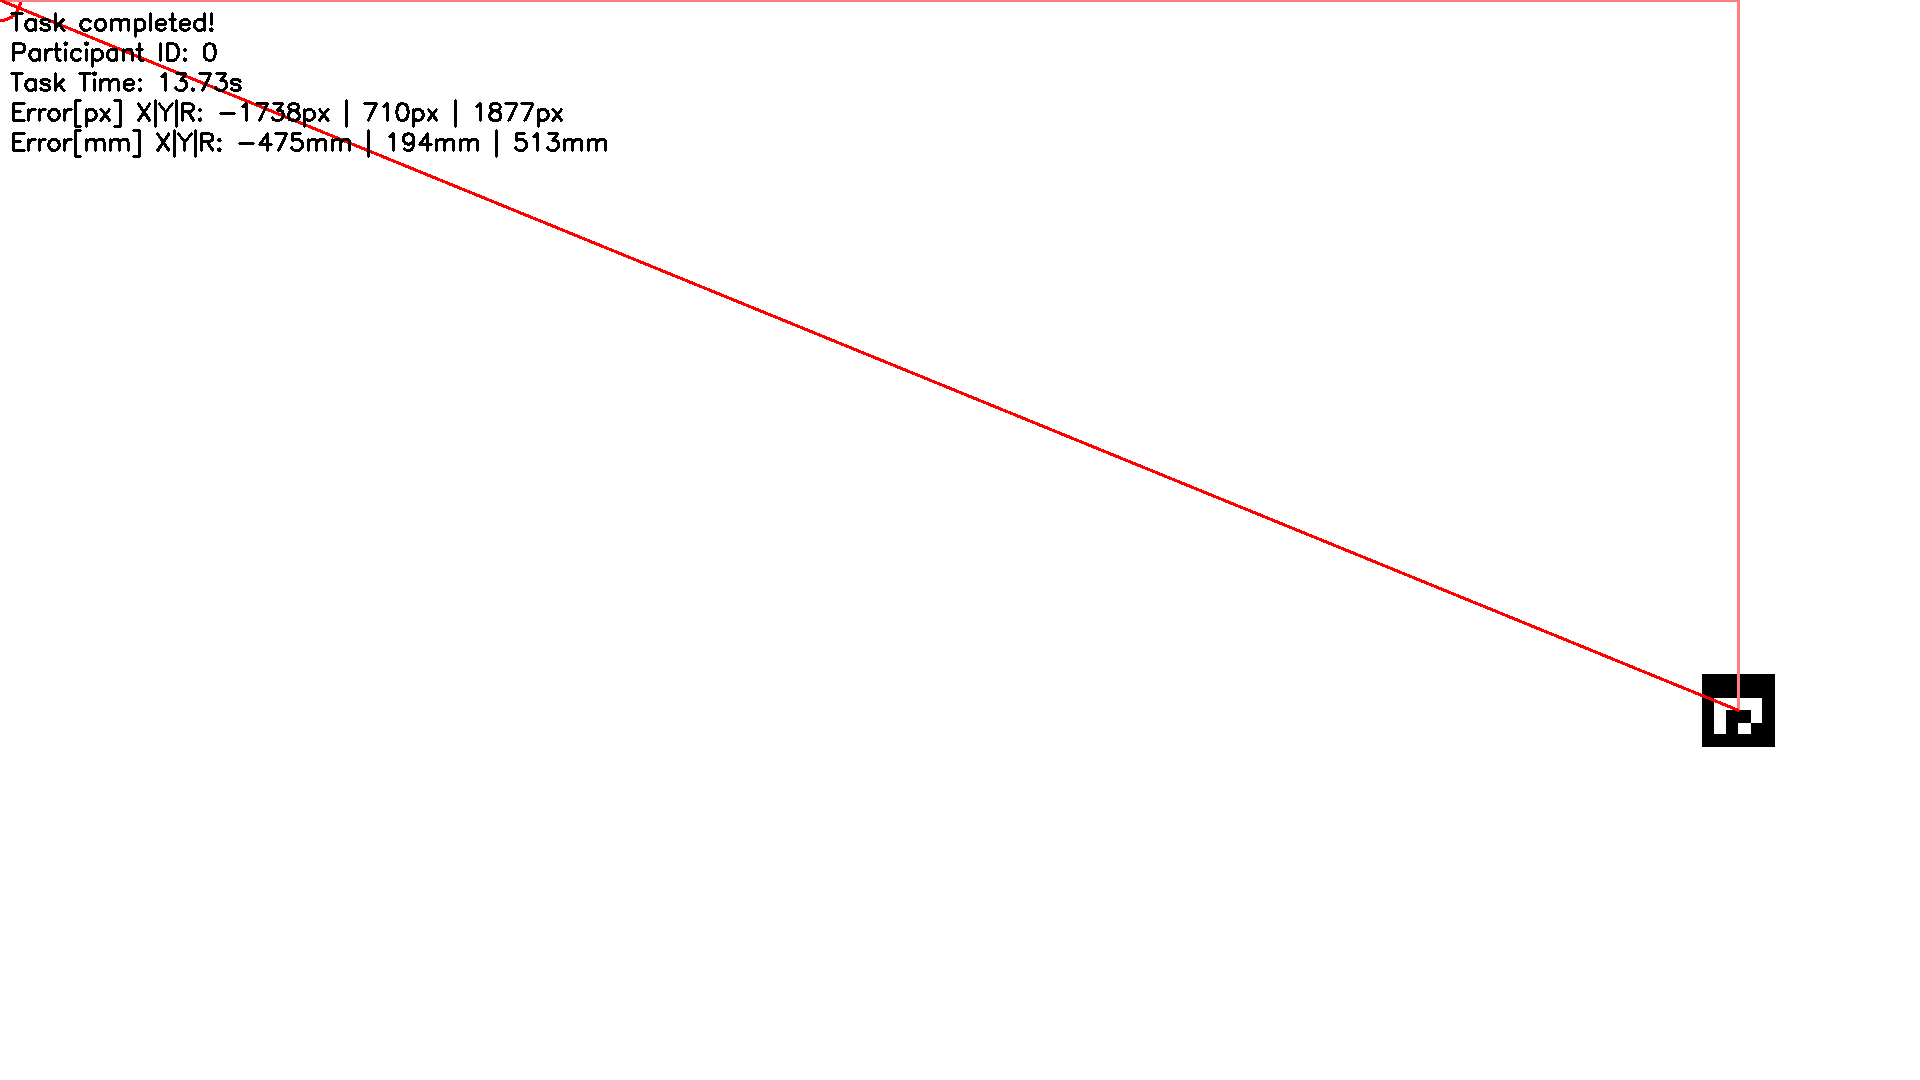 Task completed!
Participant ID: 0
Task Time: 13.73s
Error[px] X|Y|R: -1738px | 710px | 1877px
Error[mm] X|Y|R: -475mm | 194mm | 513mm